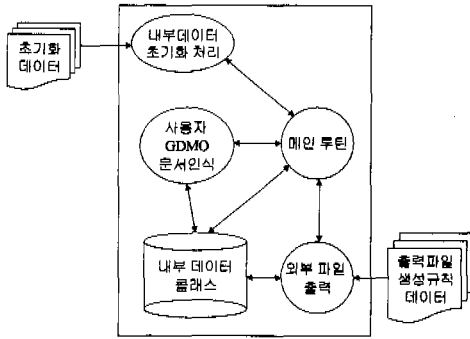 초기화
데이터
내부데이터
초기화 처리
사용자
GDMO
문서인식
메인 루틴
내부 데이터
클래스
외부 파일
출력
출력파일
생성규칙
데이터